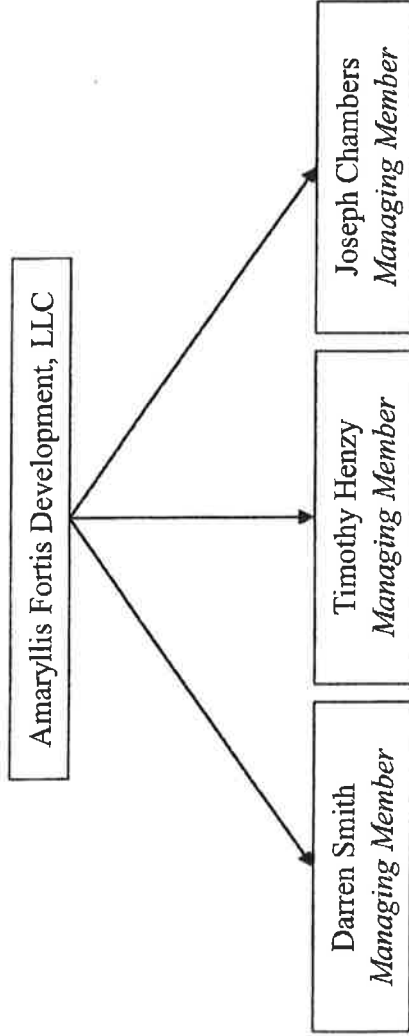 Amaryllis Fortis Development, LLC
Darren Smith
Managing Member
Timothy Henzy
Managing Member
Joseph Chambers
Managing Member